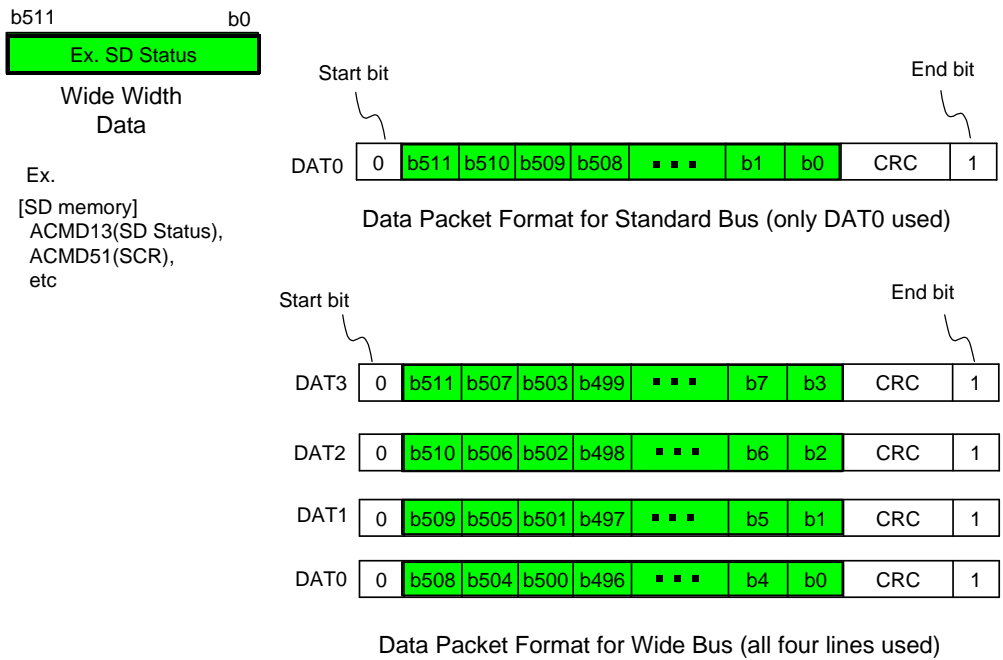 b511 b0
Ex. SD Status
Wide Width
Data
Ex.
[SD memory]
ACMD13(SD Status),
ACMD51(SCR),
etc
Start bit End bit
DAT0 0 b511 b510 b509 b508 ▪ ▪ ▪ b1 b0 CRC 1
Data Packet Format for Standard Bus (only DAT0 used)
Start bit End bit
DAT3 0 b511 b507 b503 b499 ▪ ▪ ▪ b7 b3 CRC 1
DAT2 0 b510 b506 b502 b498 ▪ ▪ ▪ b6 b2 CRC 1
DAT1 0 b509 b505 b501 b497 ▪ ▪ ▪ b5 b1 CRC 1
DAT0 0 b508 b504 b500 b496 ▪ ▪ ▪ b4 b0 CRC 1
Data Packet Format for Wide Bus (all four lines used)